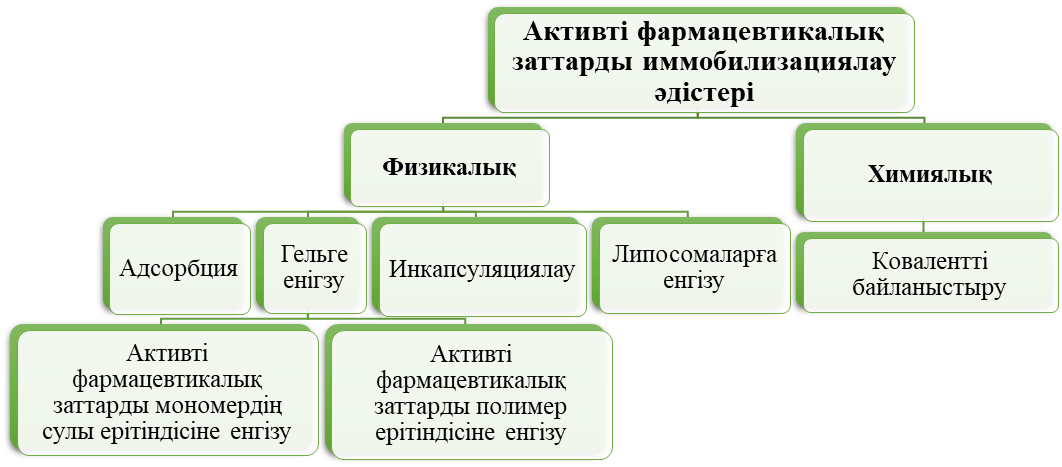 Активті фармацевтикалық
заттарды иммобилизациялау
әдістері
Физикалық
Химиялық
Адсорбция
Гельге
енігзу
Инкапсуляциялау
Липосомаларға
енгізу
Ковалентті
байланыстыру
Активті
фармацевтикалық
заттарды мономердің
сулы ерітіндісіне енгізу
Активті
фармацевтикалық
заттарды полимер
ерітіндісіне енгізу